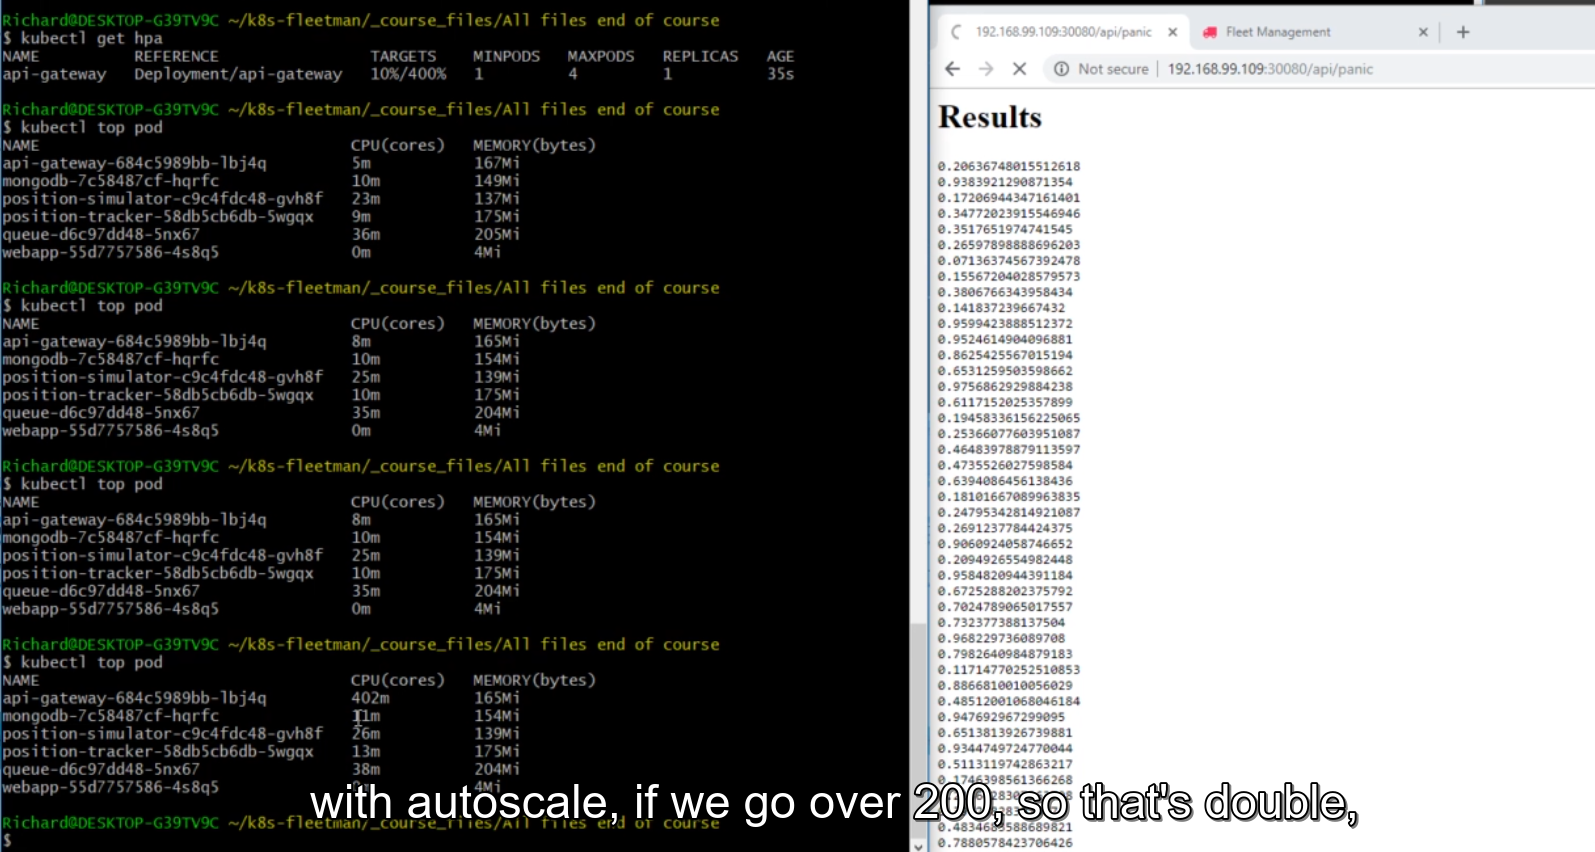 Richard@DESKTOP-G39TV9C ~/k8s-fleetman/_course_files/All files end of course
$ kubectl get hpa
NAME REFERENCE TARGETS MINPODS MAXPODS REPLICAS AGE
api-gateway Deployment/api-gateway 10%/400% 1 4 1 35s
Richard@DESKTOP-G39TV9C ~/k8s-fleetman/_course_files/All files end of course
$ kubectl top pod
NAME CPU(cores) MEMORY(bytes)
api-gateway-684c5989bb-lbj4q 5m 167Mi
mongodb-7c58487cf-hqrfc 10m 149Mi
position-simulator-c9c4fdc48-gvh8f 23m 137Mi
position-tracker-58db5cb6db-5wgqx 9m 175Mi
queue-d6c97dd48-5nx67 36m 205Mi
webapp-55d7757586-4s8q5 0m 4Mi
Richard@DESKTOP-G39TV9C ~/k8s-fleetman/_course_files/All files end of course
$ kubectl top pod
NAME CPU(cores) MEMORY(bytes)
api-gateway-684c5989bb-lbj4q 8m 165Mi
mongodb-7c58487cf-hqrfc 10m 154Mi
position-simulator-c9c4fdc48-gvh8f 25m 139Mi
position-tracker-58db5cb6db-5wgqx 10m 175Mi
queue-d6c97dd48-5nx67 35m 204Mi
webapp-55d7757586-4s8q5 0m 4Mi
Richard@DESKTOP-G39TV9C ~/k8s-fleetman/_course_files/All files end of course
$ kubectl top pod
NAME CPU(cores) MEMORY(bytes)
api-gateway-684c5989bb-lbj4q 8m 165Mi
mongodb-7c58487cf-hqrfc 10m 154Mi
position-simulator-c9c4fdc48-gvh8f 25m 139Mi
position-tracker-58db5cb6db-5wgqx 10m 175Mi
queue-d6c97dd48-5nx67 35m 204Mi
webapp-55d7757586-4s8q5 0m 4Mi
Richard@DESKTOP-G39TV9C ~/k8s-fleetman/_course_files/All files end of course
$ kubectl top pod
NAME CPU(cores) MEMORY(bytes)
api-gateway-684c5989bb-lbj4q 402m 165Mi
mongodb-7c58487cf-hqrfc 11m 154Mi
position-simulator-c9c4fdc48-gvh8f 26m 139Mi
position-tracker-58db5cb6db-5wgqx 13m 175Mi
queue-d6c97dd48-5nx67 38m 204Mi
webapp-55d7757586-4s8q5 4Mi
Richard@DESKTOP-G39TV9C ~/k8s-fleetman/_course_files/All files end of course
$
192.168.99.109:30080/api/panic
Fleet Management
Not secure | 192.168.99.109:30080/api/panic
Results
0.20636748015512618
0.9383921290871354
0.17206944347161401
0.34772023915546946
0.3517651974741545
0.26597898888696203
0.07136374567392478
0.15567204028579573
0.3806766343958434
0.141837239667432
0.9599423888512372
0.9524614904096881
0.8625425567015194
0.6531259503598662
0.9756862929884238
0.6117152025357899
0.19458336156225065
0.25366077603951087
0.46483978879113597
0.4735526027598584
0.6394086456138436
0.18101667089963835
0.24795342814921087
0.2691237784424375
0.9060924058746652
0.2094926554982448
0.9584820944391184
0.6725288202375792
0.7024789065017557
0.732377388137504
0.968229736089708
0.7982640984879183
0.11714770252510853
0.8866810010056029
0.48512001068046184
0.947692967299095
0.6513813926739881
0.9344749724770044
0.5113119742863217
0.1746398561366268
0.7880578423706426
with autoscale, if we go over 200, so that's double,